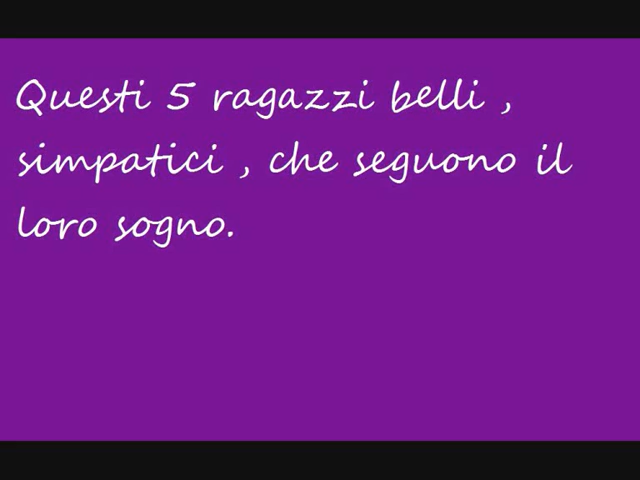 Questi 5 ragazzi belli ,
simpatici , che seguono il
loro sogno.